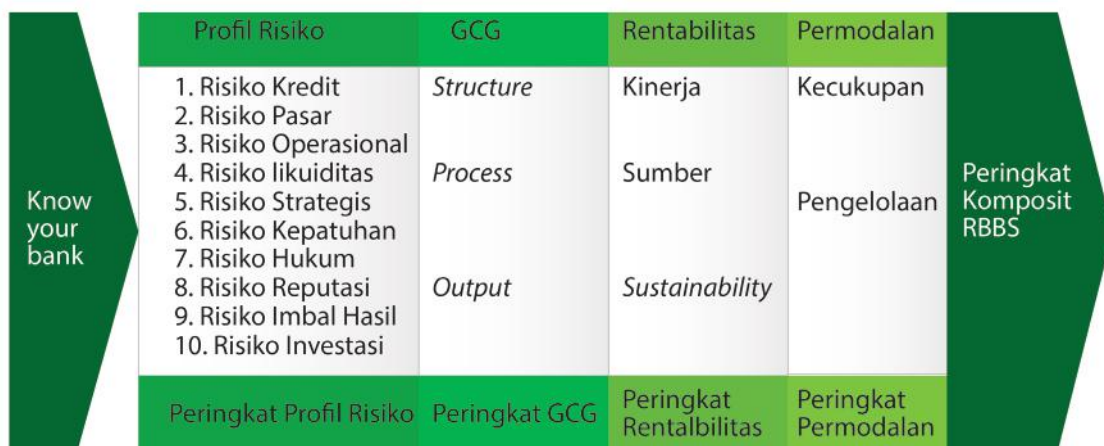 Know
your
bank
Profil Risiko
1. Risiko Kredit
2. Risiko Pasar
3. Risiko Operasional
4. Risiko likuiditas
5. Risiko Strategis
6. Risiko Kepatuhan
7. Risiko Hukum
8. Risiko Reputasi
9. Risiko Imbal Hasil
10. Risiko Investasi
Peringkat Profil Risiko
GCG
Structure
Process
Output
Peringkat GCG
Rentabilitas
Kinerja
Sumber
Sustainability
Peringkat
Rentalbilitas
Permodalan
Kecukupan
Pengelolaan
Peringkat
Permodalan
Peringkat
Komposit
RBBS